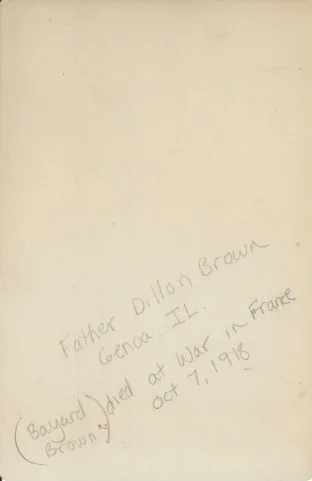 Father Dillon Brown
Genoa, IL.
(Bayard Brown) died at War in France
Oct 7, 1918